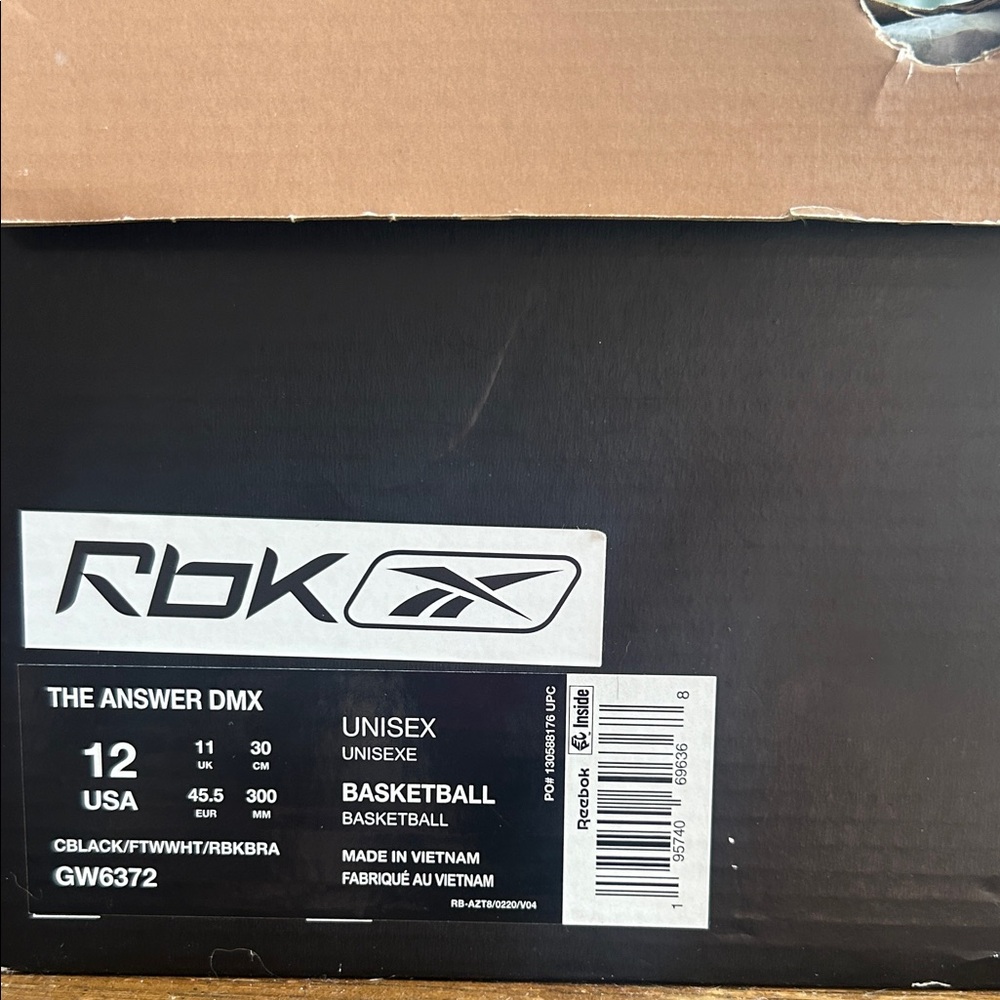 Rbk
THE ANSWER DMX
12
USA
11
UK
30
CM
45.5
EUR
300
MM
CBLACK/FTWWHT/RBKBRA
GW6372
UNISEX
UNISEXE
BASKETBALL
BASKETBALL
MADE IN VIETNAM
FABRIQUÉ AU VIETNAM
RB-AZT8/0220/V04
PO# 130588176 UPC
Reebok
Inside
1 95740 69636 8